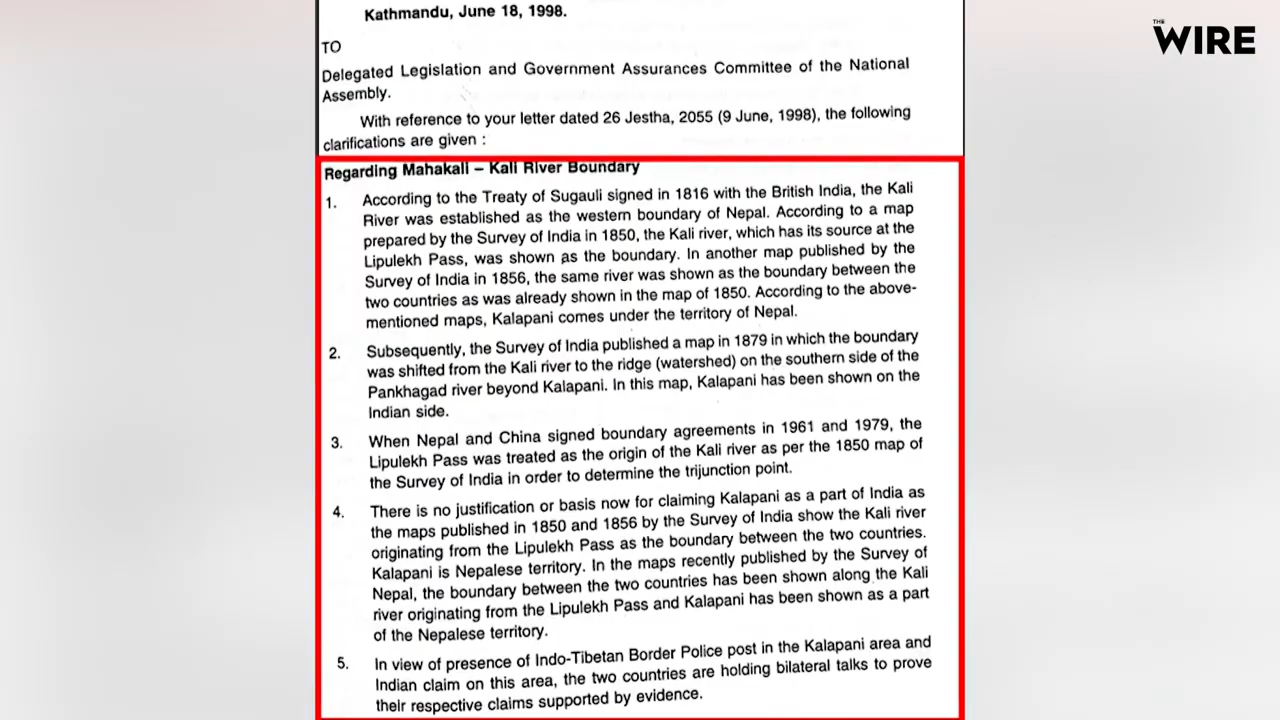 THE
WIRE
Kathmandu, June 18, 1998.
TO
Delegated Legislation and Government Assurances Committee of the National
Assembly.
With reference to your letter dated 26 Jestha, 2055 (9 June, 1998), the following
clarifications are given :
Regarding Mahakali – Kali River Boundary
1. According to the Treaty of Sugauli signed in 1816 with the British India, the Kali
River was established as the western boundary of Nepal. According to a map
prepared by the Survey of India in 1850, the Kali river, which has its source at the
Lipulekh Pass, was shown as the boundary. In another map published by the
Survey of India in 1856, the same river was shown as the boundary between the
two countries as was already shown in the map of 1850. According to the above-
mentioned maps, Kalapani comes under the territory of Nepal.
2. Subsequently, the Survey of India published a map in 1879 in which the boundary
was shifted from the Kali river to the ridge (watershed) on the southern side of the
Pankhagad river beyond Kalapani. In this map, Kalapani has been shown on the
Indian side.
3. When Nepal and China signed boundary agreements in 1961 and 1979, the
Lipulekh Pass was treated as the origin of the Kali river as per the 1850 map of
the Survey of India in order to determine the trijunction point.
4. There is no justification or basis now for claiming Kalapani as a part of India as
the maps published in 1850 and 1856 by the Survey of India show the Kali river
originating from the Lipulekh Pass as the boundary between the two countries.
Kalapani is Nepalese territory. In the maps recently published by the Survey of
Nepal, the boundary between the two countries has been shown along the Kali
river originating from the Lipulekh Pass and Kalapani has been shown as a part
of the Nepalese territory.
5. In view of presence of Indo-Tibetan Border Police post in the Kalapani area and
Indian claim on this area, the two countries are holding bilateral talks to prove
their respective claims supported by evidence.